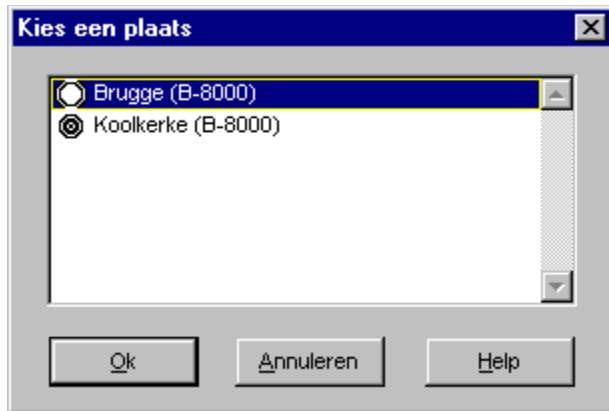 Kies een plaats
Brugge (B-8000)
Koolkerke (B-8000)
Ok Annuleren Help